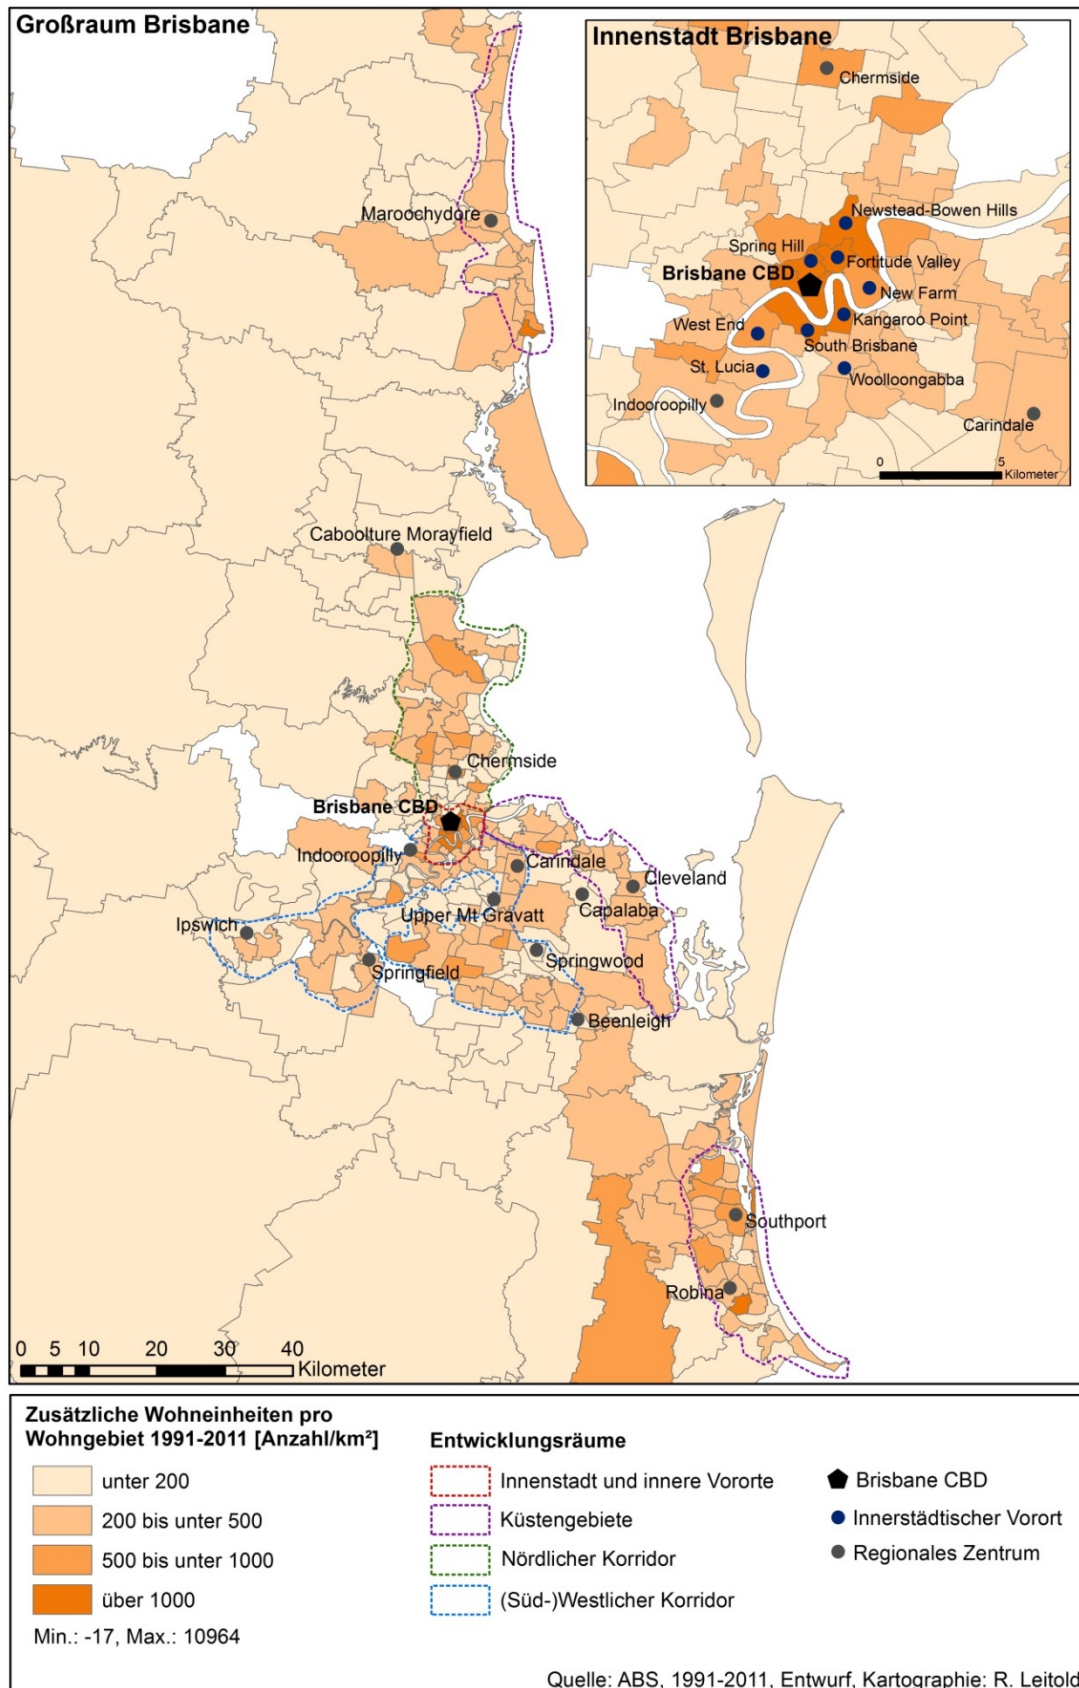 Großraum Brisbane
Maroochydore
Caboolture Morayfield
Chermside
Brisbane CBD
Indooroopilly
Carindale
Cleveland
Upper Mt Gravatt
Capalaba
Ipswich
Springwood
Springfield
Beenleigh
Southport
Robina
0 5 10 20 30 40
Kilometer
Innenstadt Brisbane
Chermside
Newstead-Bowen Hills
Spring Hill
Fortitude Valley
Brisbane CBD
New Farm
Kangaroo Point
West End
South Brisbane
St. Lucia
Woolloongabba
Indooroopilly
Carindale
0 5
Kilometer
Zusätzliche Wohneinheiten pro
Wohngebiet 1991-2011 [Anzahl/km²]
unter 200
200 bis unter 500
500 bis unter 1000
über 1000
Min.: -17, Max.: 10964
Entwicklungsräume
Innenstadt und innere Vororte
Küstengebiete
Nördlicher Korridor
(Süd-)Westlicher Korridor
Brisbane CBD
Innerstädtischer Vorort
Regionales Zentrum
Quelle: ABS, 1991-2011, Entwurf, Kartographie: R. Leitold